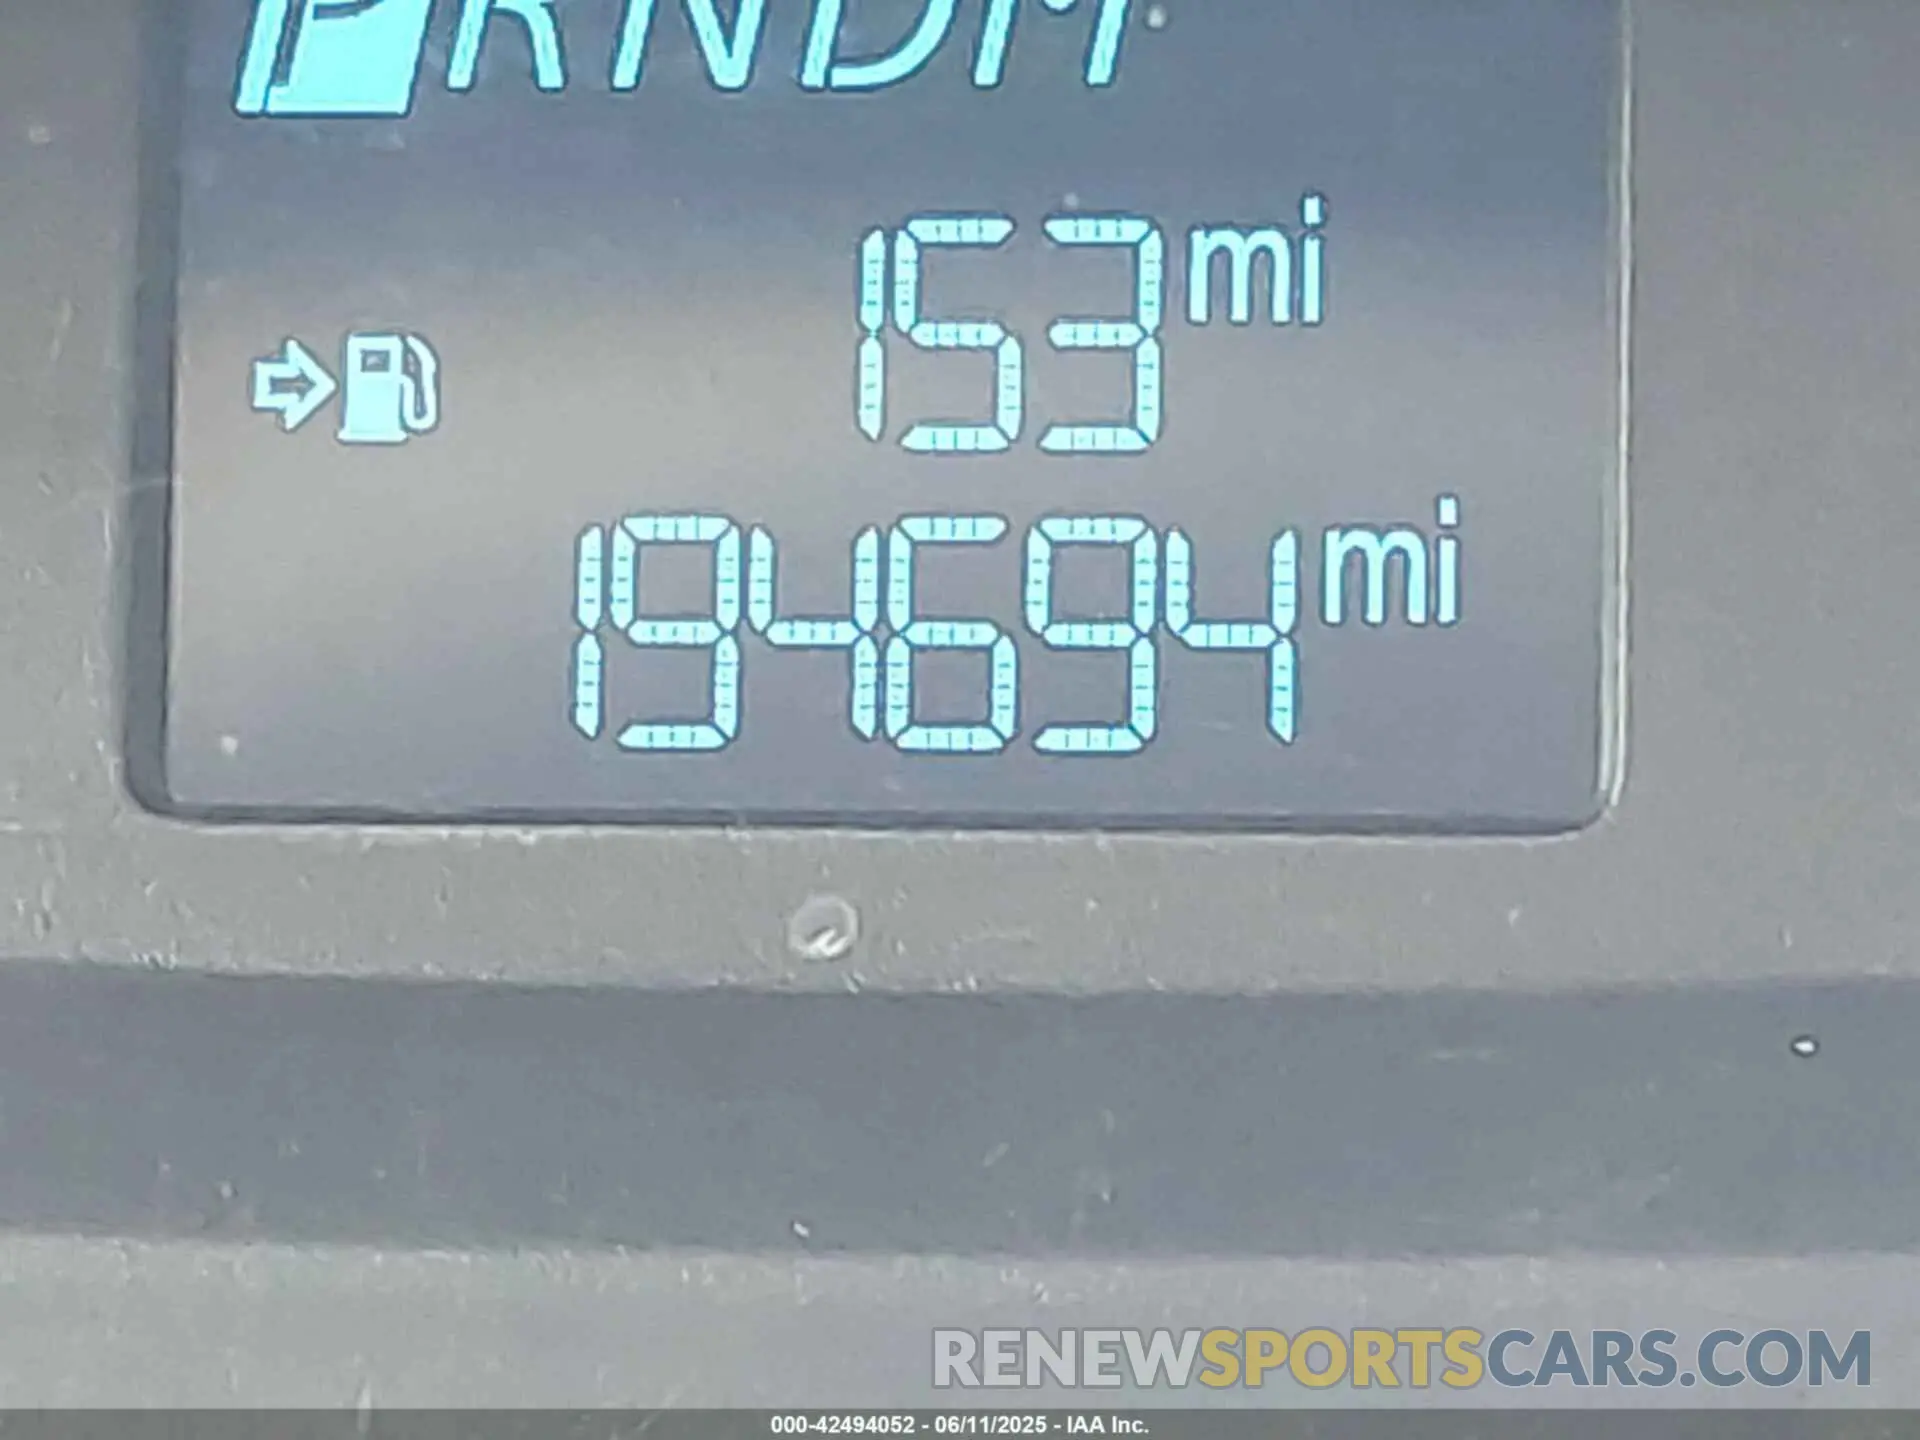 PRNDM
153 mi
194694 mi
RENEWSPORTSCARS.COM
000-42494052 - 06/11/2025 - IAA Inc.